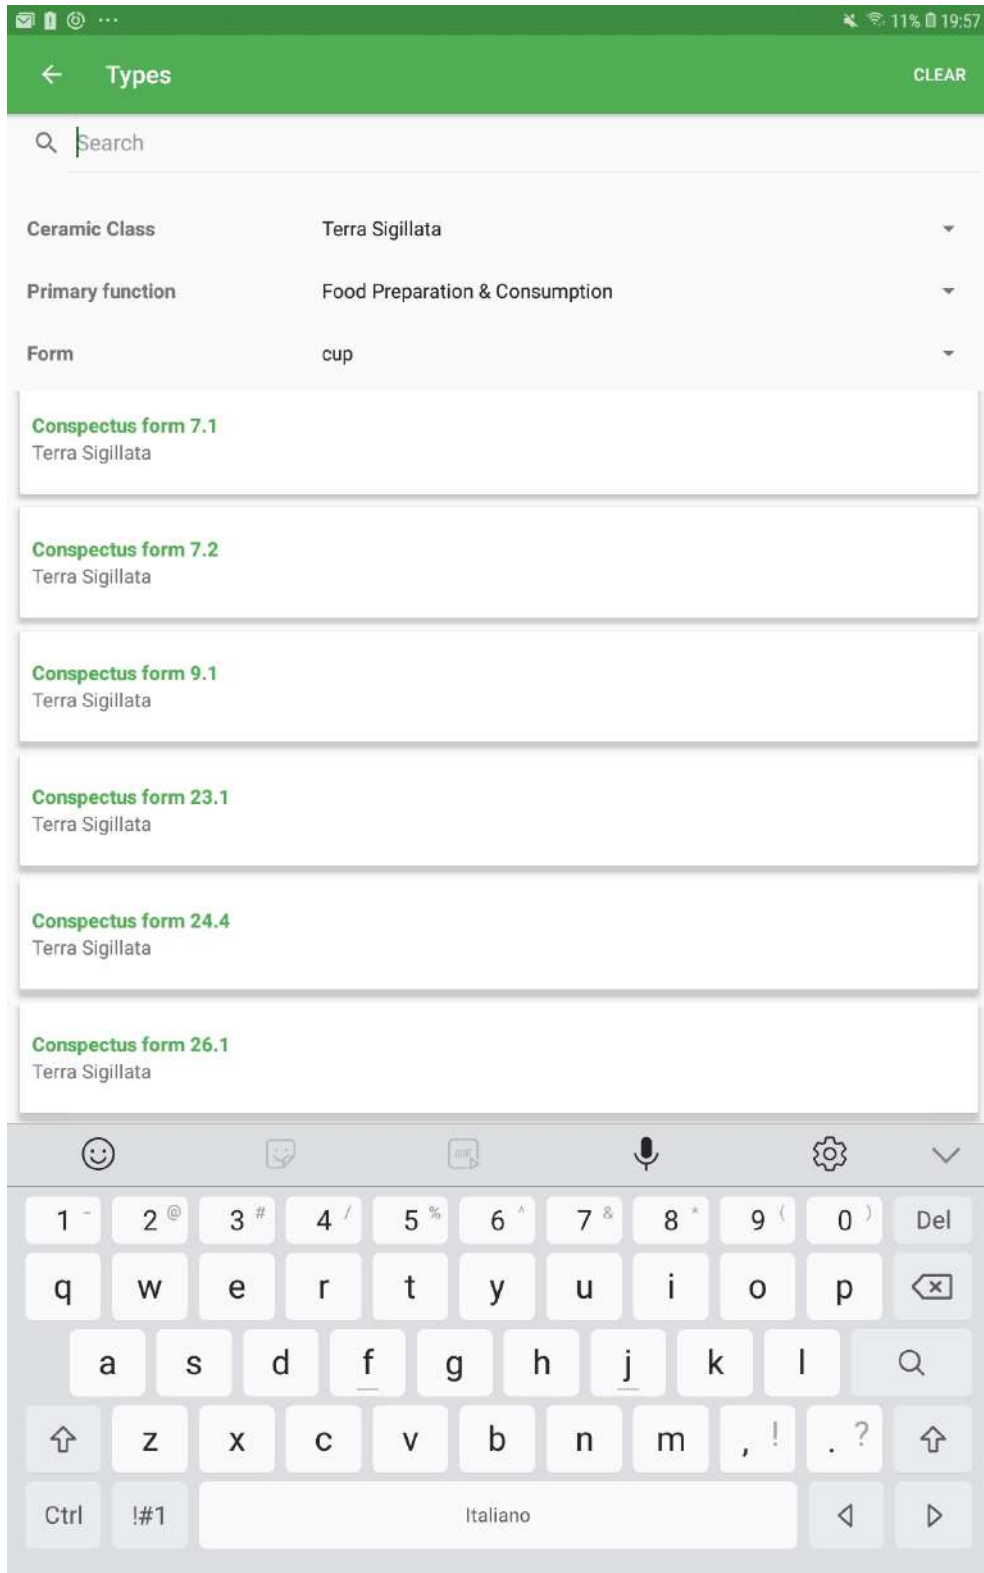 11% 19:57
Types CLEAR
Search
Ceramic Class Terra Sigillata
Primary function Food Preparation & Consumption
Form cup
Conspectus form 7.1
Terra Sigillata
Conspectus form 7.2
Terra Sigillata
Conspectus form 9.1
Terra Sigillata
Conspectus form 23.1
Terra Sigillata
Conspectus form 24.4
Terra Sigillata
Conspectus form 26.1
Terra Sigillata
1 - 2 @ 3 # 4 / 5 % 6 ^ 7 & 8 * 9 ( 0 ) Del
q w e r t y u i o p
a s d f g h j k l
z x c v b n m , ! . ?
Ctrl !#1 Italiano